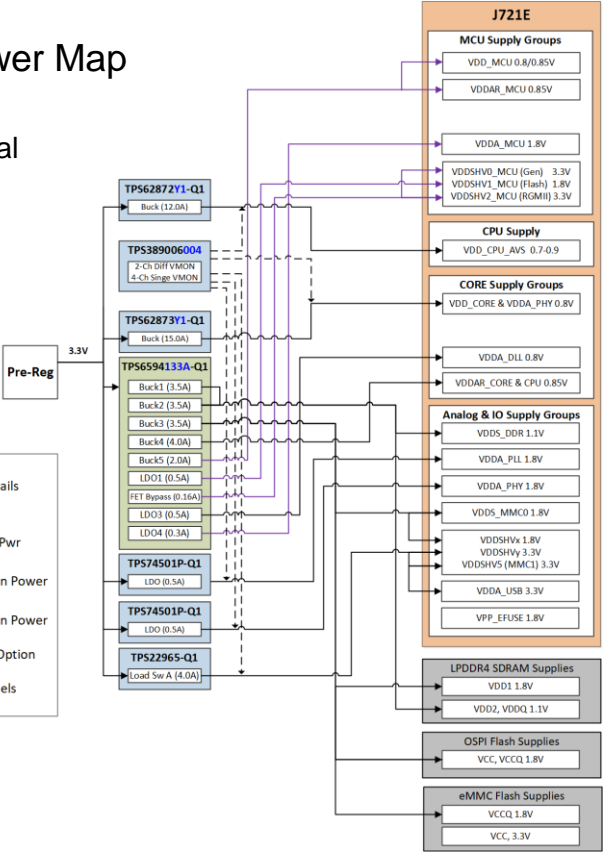 wer Map
al
Pre-Reg
3.3V
ails
Pwr
n Power
n Power
Option
els
TPS62872Y1-Q1
Buck (12.0A)
TPS389006004
2-Ch Diff VMON
4-Ch Singe VMON
TPS62873Y1-Q1
Buck (15.0A)
TPS6594133A-Q1
Buck1 (3.5A)
Buck2 (3.5A)
Buck3 (3.5A)
Buck4 (4.0A)
Buck5 (2.0A)
LDO1 (0.5A)
FET Bypass (0.16A)
LDO3 (0.5A)
LDO4 (0.3A)
TPS74501P-Q1
LDO (0.5A)
TPS74501P-Q1
LDO (0.5A)
TPS22965-Q1
Load Sw A (4.0A)
J721E
MCU Supply Groups
VDD_MCU 0.8/0.85V
VDDAR_MCU 0.85V
VDDA_MCU 1.8V
VDDSHV0_MCU (Gen) 3.3V
VDDSHV1_MCU (Flash) 1.8V
VDDSHV2_MCU (RGMII) 3.3V
CPU Supply
VDD_CPU_AVS 0.7-0.9
CORE Supply Groups
VDD_CORE & VDDA_PHY 0.8V
VDDA_DLL 0.8V
VDDAR_CORE & CPU 0.85V
Analog & IO Supply Groups
VDDS_DDR 1.1V
VDDA_PLL 1.8V
VDDA_PHY 1.8V
VDDS_MMC0 1.8V
VDDSHVx 1.8V
VDDSHVy 3.3V
VDDSHV5 (MMC1) 3.3V
VDDA_USB 3.3V
VPP_EFUSE 1.8V
LPDDR4 SDRAM Supplies
VDD1 1.8V
VDD2, VDDQ 1.1V
OSPI Flash Supplies
VCC, VCCQ 1.8V
eMMC Flash Supplies
VCCQ 1.8V
VCC, 3.3V